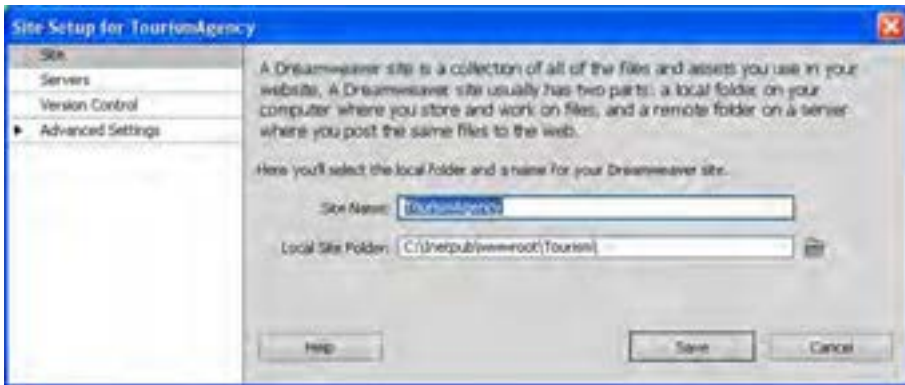 Site Setup for TourismAgency
Site
Servers
Version Control
Advanced Settings
A Dreamweaver site is a collection of all of the files and assets you use in your
website. A Dreamweaver site usually has two parts: a local folder on your
computer where you store and work on files, and a remote folder on a server
where you post the same files to the web.
Here you'll select the local folder and a name for your Dreamweaver site.
Site Name: TourismAgency
Local Site Folder: C:\Inetpub\wwwroot\Tourism\
Help
Save
Cancel